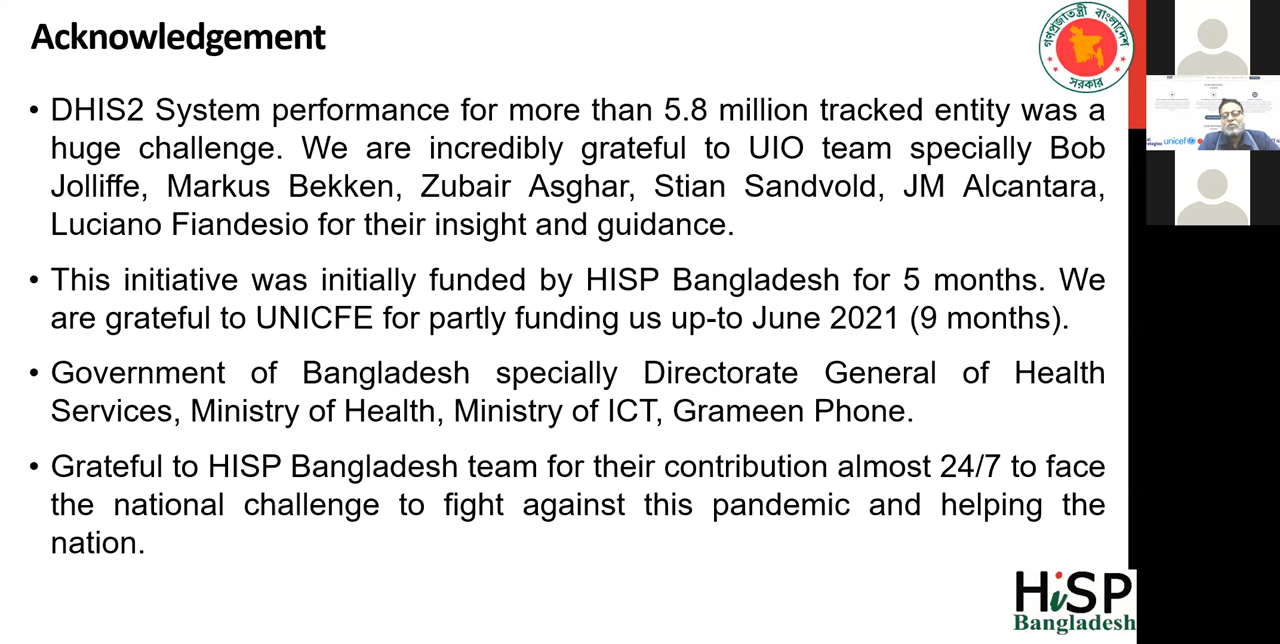 Acknowledgement
গণপ্রজাতন্ত্রী বাংলাদেশ
সরকার
• DHIS2 System performance for more than 5.8 million tracked entity was a
huge challenge. We are incredibly grateful to UIO team specially Bob
Jolliffe, Markus Bekken, Zubair Asghar, Stian Sandvold, JM Alcantara,
Luciano Fiandesio for their insight and guidance.
• This initiative was initially funded by HISP Bangladesh for 5 months. We
are grateful to UNICFE for partly funding us up-to June 2021 (9 months).
• Government of Bangladesh specially Directorate General of Health
Services, Ministry of Health, Ministry of ICT, Grameen Phone.
• Grateful to HISP Bangladesh team for their contribution almost 24/7 to face
the national challenge to fight against this pandemic and helping the
nation.
HiSP
Bangladesh
unicef